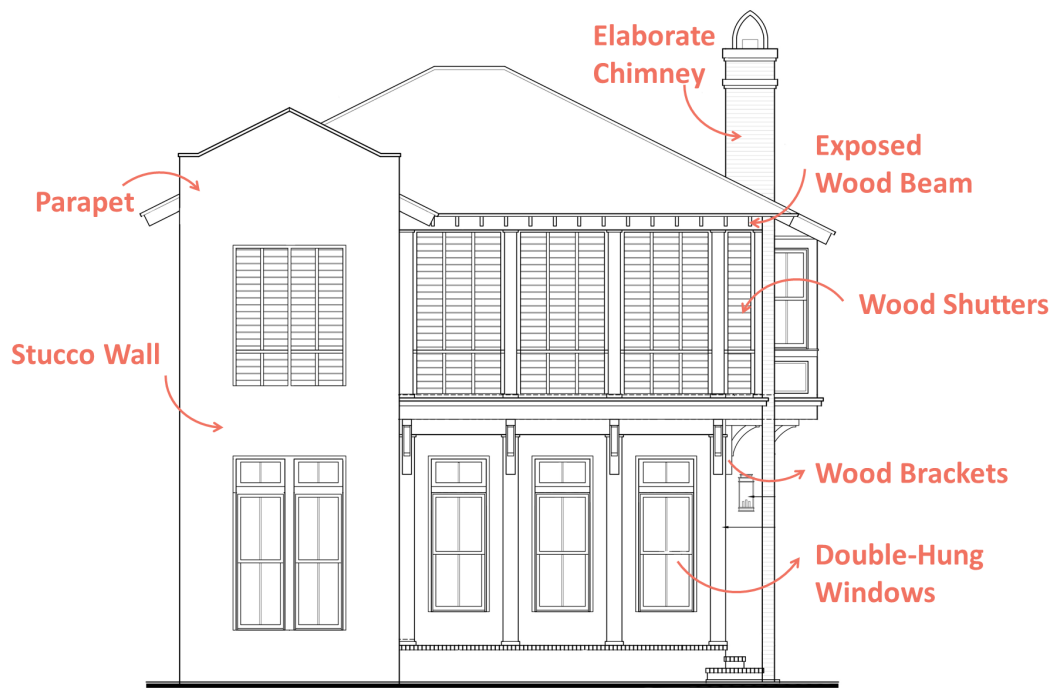 Elaborate
Chimney
Exposed
Wood Beam
Parapet
Wood Shutters
Stucco Wall
Wood Brackets
Double-Hung
Windows